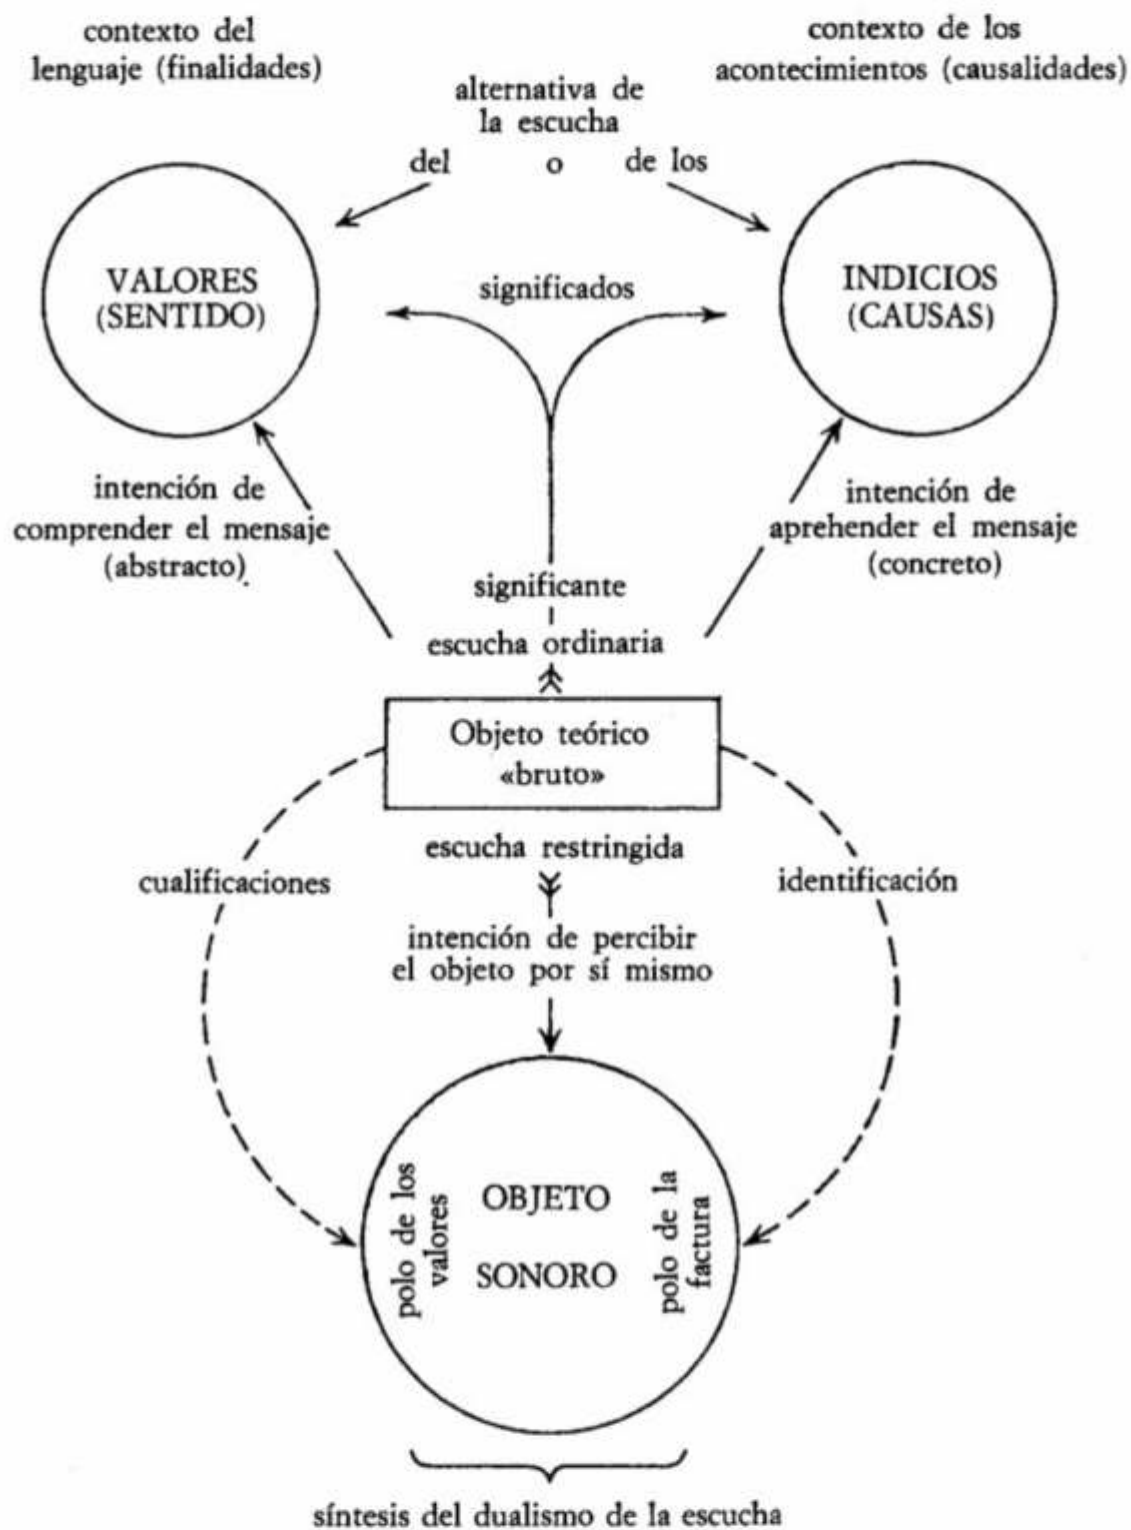 contexto del
lenguaje (finalidades)
contexto de los
acontecimientos (causalidades)
alternativa de
la escucha
del o de los
VALORES
(SENTIDO)
significados
INDICIOS
(CAUSAS)
intención de
comprender el mensaje
(abstracto)
intención de
aprehender el mensaje
(concreto)
significante
escucha ordinaria
Objeto teórico
«bruto»
escucha restringida
cualificaciones
identificación
intención de percibir
el objeto por sí mismo
polo de los
valores
OBJETO
SONORO
polo de la
factura
síntesis del dualismo de la escucha